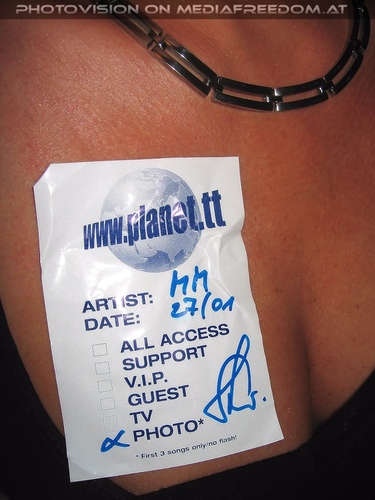 PHOTOVISION ON MEDIAFREEDOM.AT
www.planet.tt
ARTIST: MM
DATE: 27/01
ALL ACCESS
SUPPORT
V.I.P.
GUEST
TV
PHOTO*
* First 3 songs only/no flash!